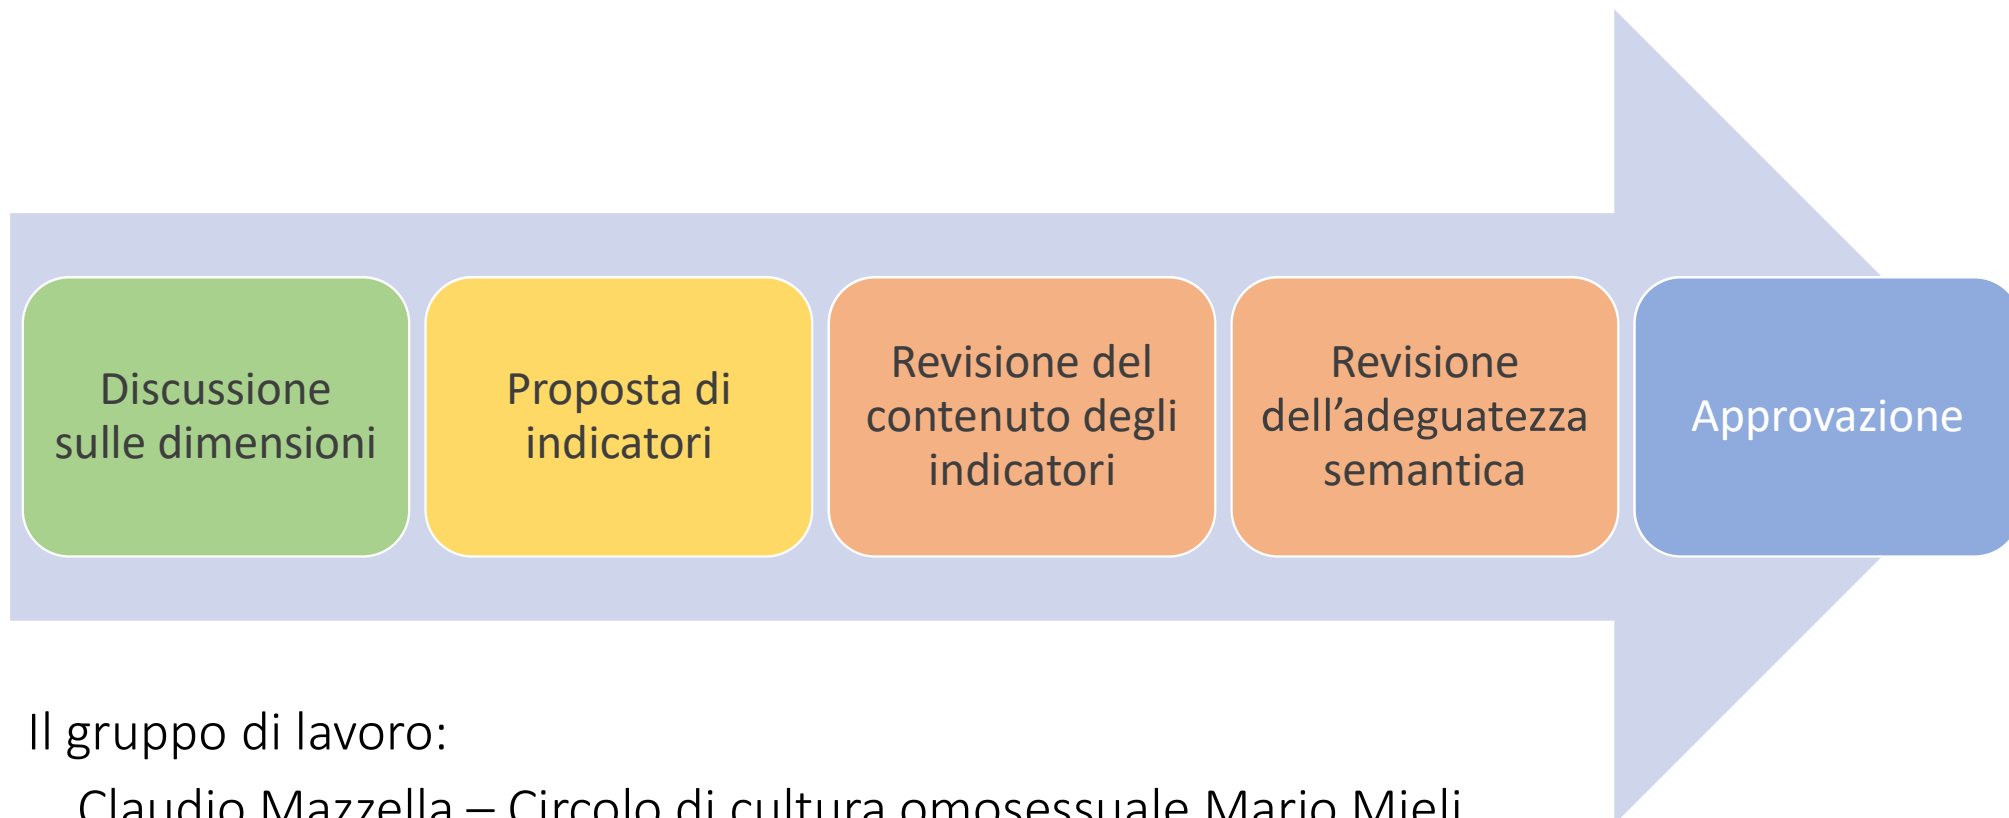 Discussione
sulle dimensioni
Proposta di
indicatori
Revisione del
contenuto degli
indicatori
Revisione
dell’adeguatezza
semantica
Approvazione
Il gruppo di lavoro:
Claudio Mazzella – Circolo di cultura omosessuale Mario Mieli